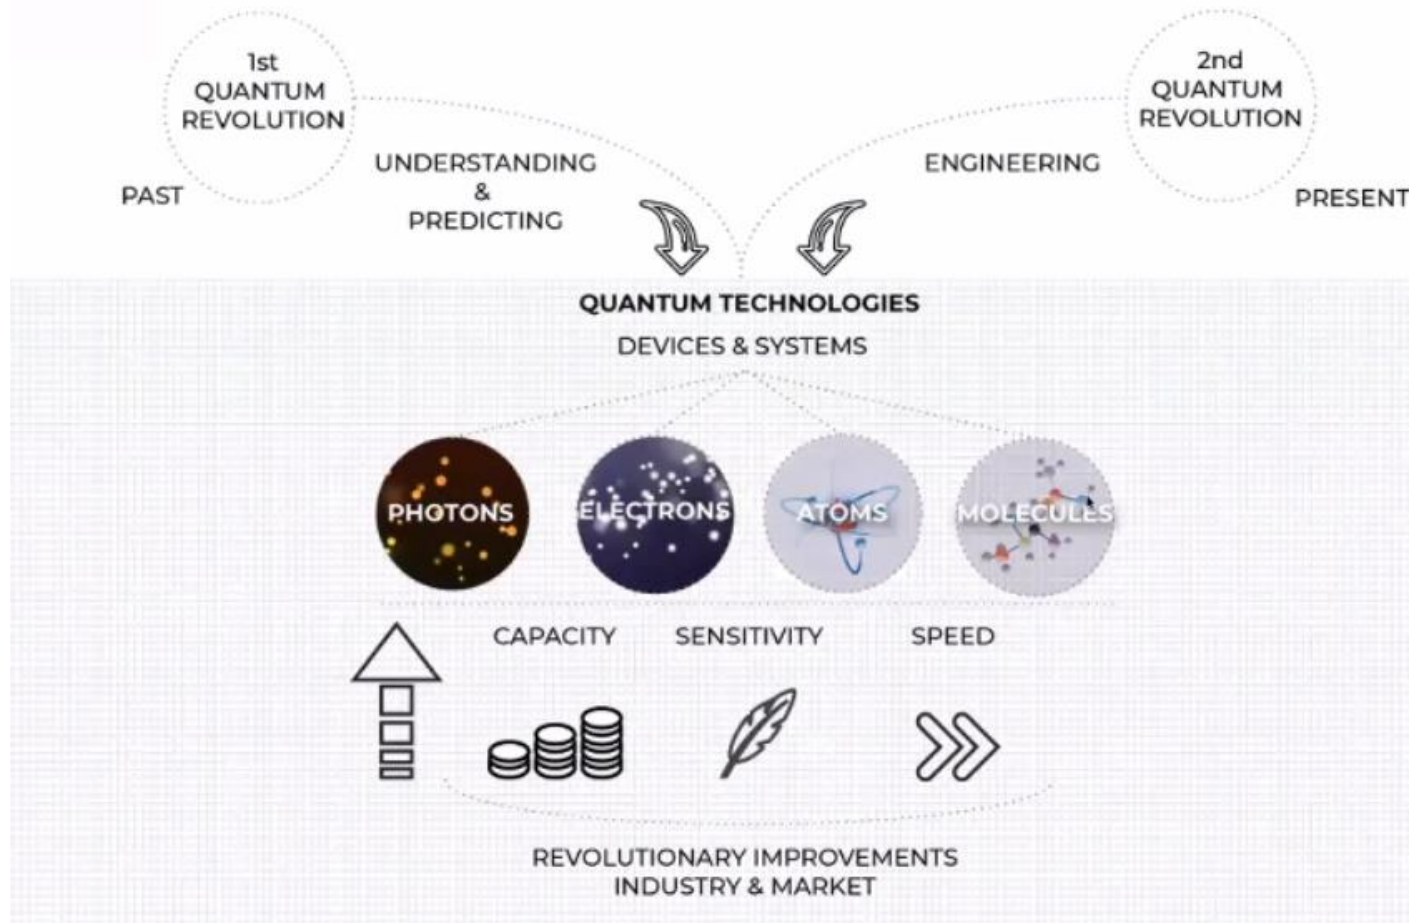 1st
QUANTUM
REVOLUTION
2nd
QUANTUM
REVOLUTION
PAST
UNDERSTANDING
&
PREDICTING
ENGINEERING
PRESENT
QUANTUM TECHNOLOGIES
DEVICES & SYSTEMS
PHOTONS
ELECTRONS
ATOMS
MOLECULES
CAPACITY
SENSITIVITY
SPEED
REVOLUTIONARY IMPROVEMENTS
INDUSTRY & MARKET